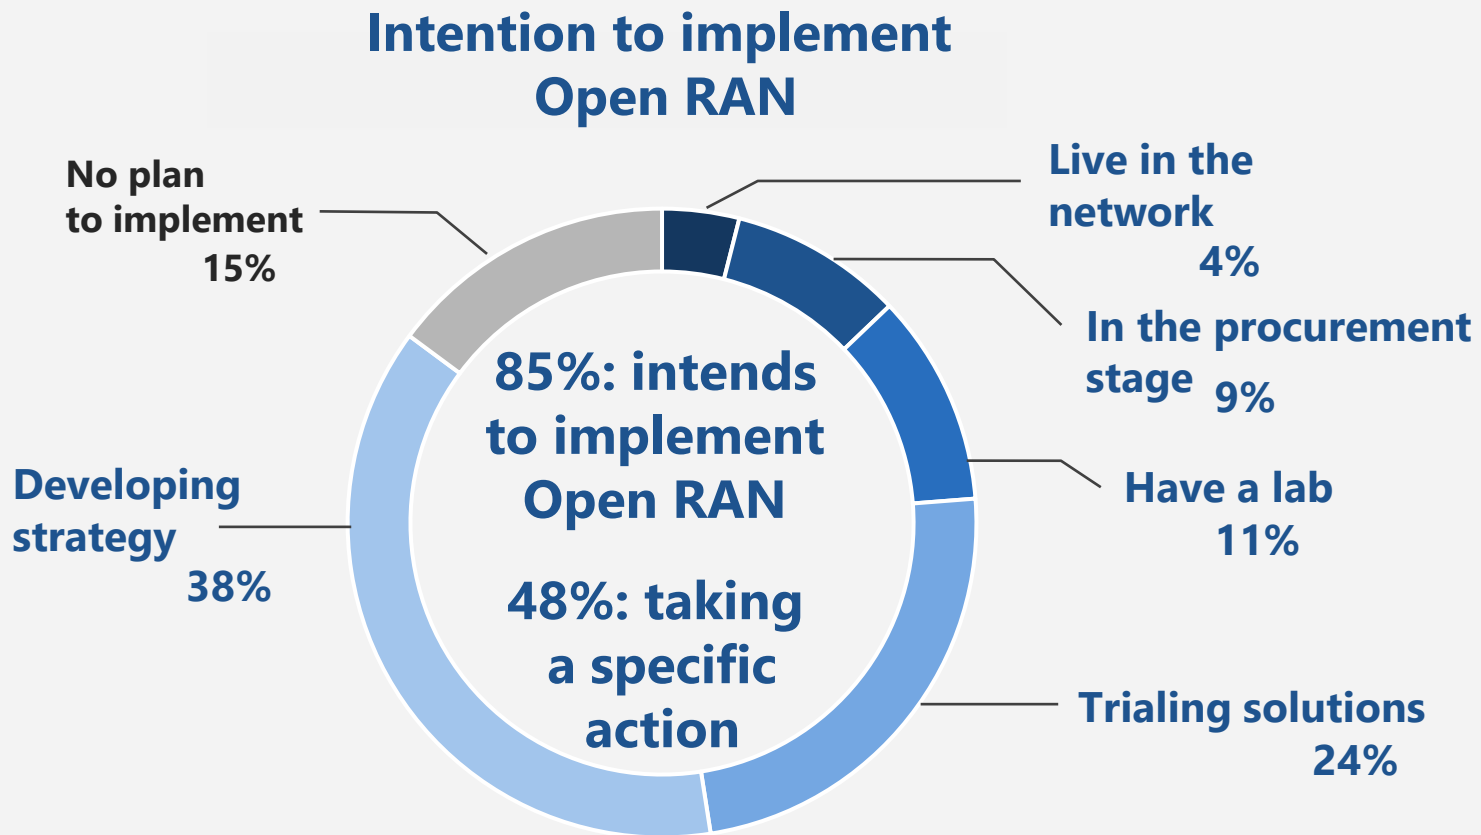 Intention to implement
Open RAN
No plan
to implement
15%
Live in the
network
4%
In the procurement
stage 9%
85%: intends
to implement
Open RAN
Developing
strategy
38%
Have a lab
11%
48%: taking
a specific
action
Trialing solutions
24%